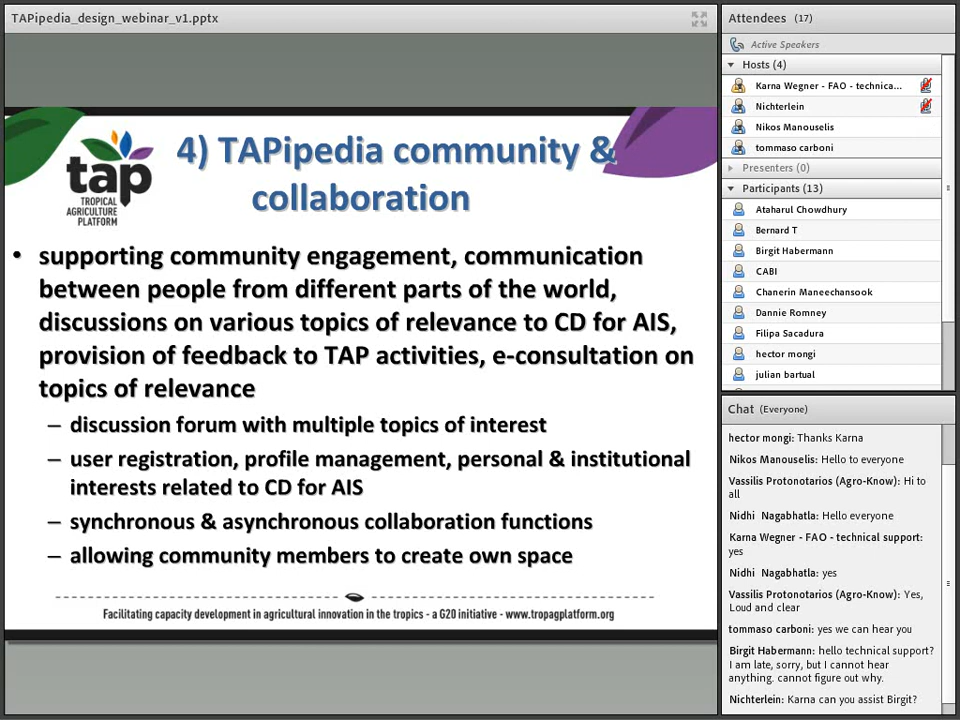 TAPipedia_design_webinar_v1.pptx
tap
TROPICAL
AGRICULTURE
PLATFORM
4) TAPipedia community &
collaboration
• supporting community engagement, communication
between people from different parts of the world,
discussions on various topics of relevance to CD for AIS,
provision of feedback to TAP activities, e-consultation on
topics of relevance
– discussion forum with multiple topics of interest
– user registration, profile management, personal & institutional
interests related to CD for AIS
– synchronous & asynchronous collaboration functions
– allowing community members to create own space
Facilitating capacity development in agricultural innovation in the tropics - a G20 initiative - www.tropagplatform.org
Attendees (17)
Active Speakers
Hosts (4)
Karna Wegner - FAO - technica...
Nichterlein
Nikos Manouselis
tommaso carboni
Presenters (0)
Participants (13)
Ataharul Chowdhury
Bernard T
Birgit Habermann
CABI
Chanerin Maneechansook
Dannie Romney
Filipa Sacadura
hector mongi
julian bartual
Chat (Everyone)
hector mongi: Thanks Karna
Nikos Manouselis: Hello to everyone
Vassilis Protonotarios (Agro-Know): Hi to
all
Nidhi Nagabhatla: Hello everyone
Karna Wegner - FAO - technical support:
yes
Nidhi Nagabhatla: yes
Vassilis Protonotarios (Agro-Know): Yes,
Loud and clear
tommaso carboni: yes we can hear you
Birgit Habermann: hello technical support?
I am late, sorry, but I cannot hear
anything. cannot figure out why.
Nichterlein: Karna can you assist Birgit?